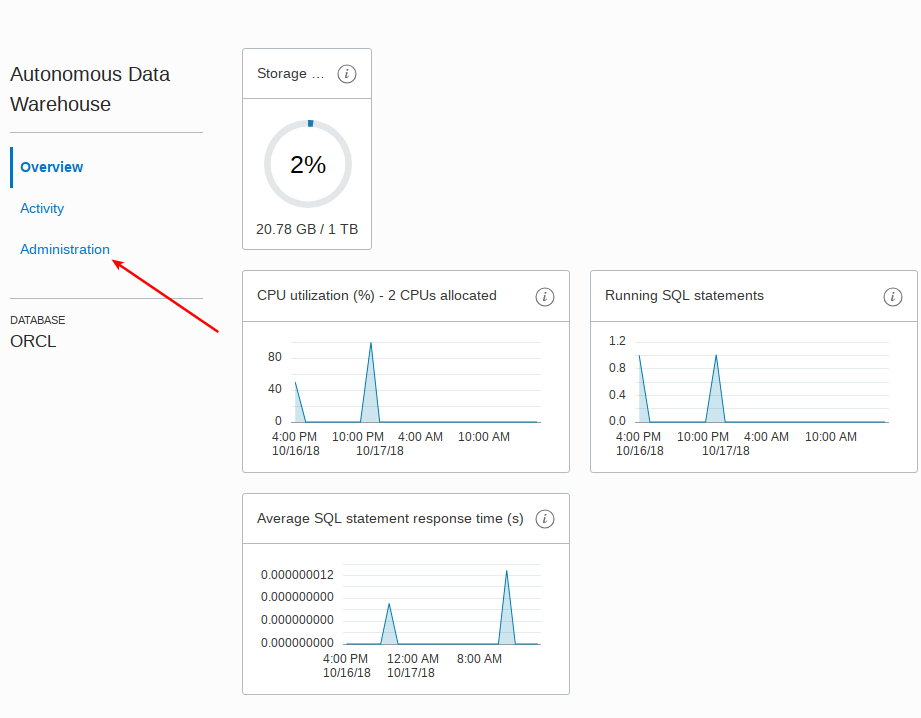 Autonomous Data
Warehouse
Overview
Activity
Administration
DATABASE
ORCL
Storage ...
i
2%
20.78 GB / 1 TB
CPU utilization (%) - 2 CPUs allocated
i
80
40
0
4:00 PM 10:00 PM 4:00 AM 10:00 AM
10/16/18 10/17/18
Running SQL statements
i
1.2
0.8
0.4
0.0
4:00 PM 10:00 PM 4:00 AM 10:00 AM
10/16/18 10/17/18
Average SQL statement response time (s)
i
0.000000012
0.000000000
0.000000000
0.000000000
4:00 PM 12:00 AM 8:00 AM
10/16/18 10/17/18